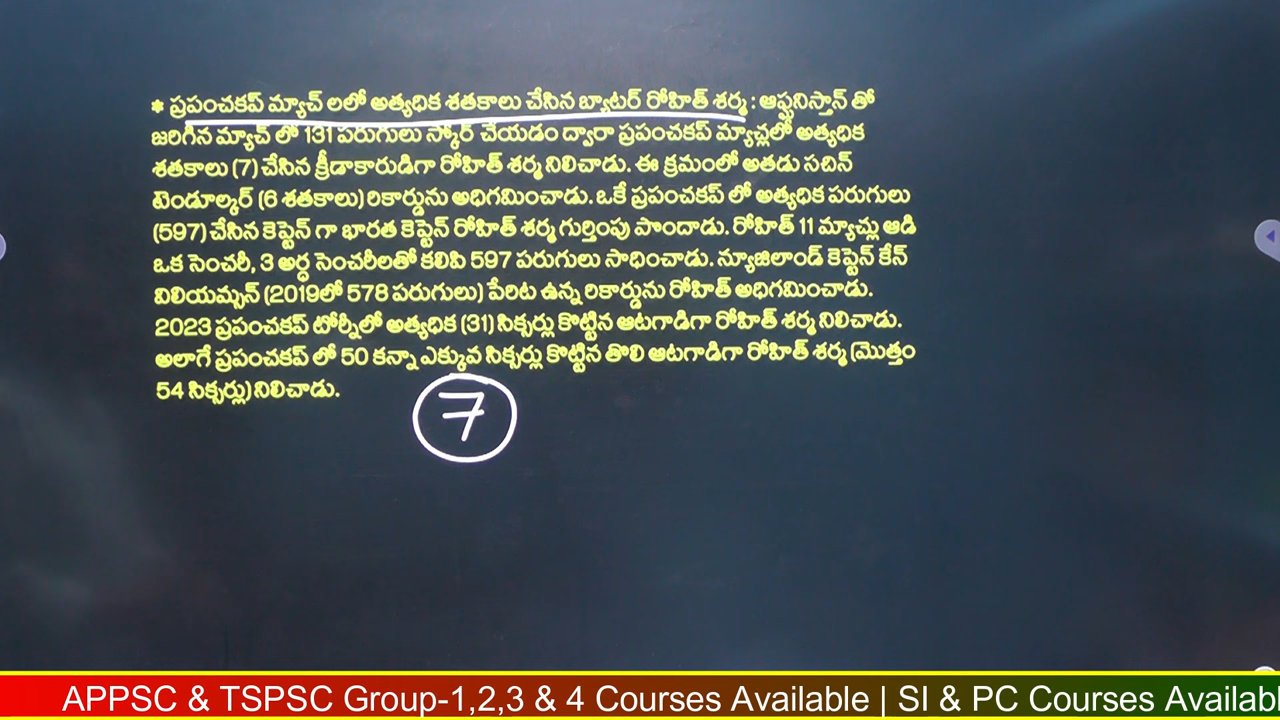 * ప్రపంచకప్ మ్యాచ్ లలో అత్యధిక శతకాలు చేసిన బ్యాటర్ రోహిత్ శర్మ : ఆఫ్ఘనిస్తాన్ తో
జరిగిన మ్యాచ్ లో 131 పరుగులు స్కోర్ చేయడం ద్వారా ప్రపంచకప్ మ్యాచ్లలో అత్యధిక
శతకాలు (7) చేసిన క్రీడాకారుడిగా రోహిత్ శర్మ నిలిచాడు. ఈ క్రమంలో అతడు సచిన్
టెండూల్కర్ (6 శతకాలు) రికార్డును అధిగమించాడు. ఒకే ప్రపంచకప్ లో అత్యధిక పరుగులు
(597) చేసిన కెప్టెన్ గా భారత కెప్టెన్ రోహిత్ శర్మ గుర్తింపు పొందాడు. రోహిత్ 11 మ్యాచ్లు ఆడి
ఒక సెంచరీ, 3 అర్ధ సెంచరీలతో కలిపి 597 పరుగులు సాధించాడు. న్యూజిలాండ్ కెప్టెన్ కేన్
విలియమ్సన్ (2019లో 578 పరుగులు) పేరిట ఉన్న రికార్డును రోహిత్ అధిగమించాడు.
2023 ప్రపంచకప్ టోర్నీలో అత్యధిక (31) సిక్సర్లు కొట్టిన ఆటగాడిగా రోహిత్ శర్మ నిలిచాడు.
అలాగే ప్రపంచకప్ లో 50 కన్నా ఎక్కువ సిక్సర్లు కొట్టిన తొలి ఆటగాడిగా రోహిత్ శర్మ (మొత్తం
54 సిక్సర్లు) నిలిచాడు.
7
APPSC & TSPSC Group-1,2,3 & 4 Courses Available | SI & PC Courses Availabl